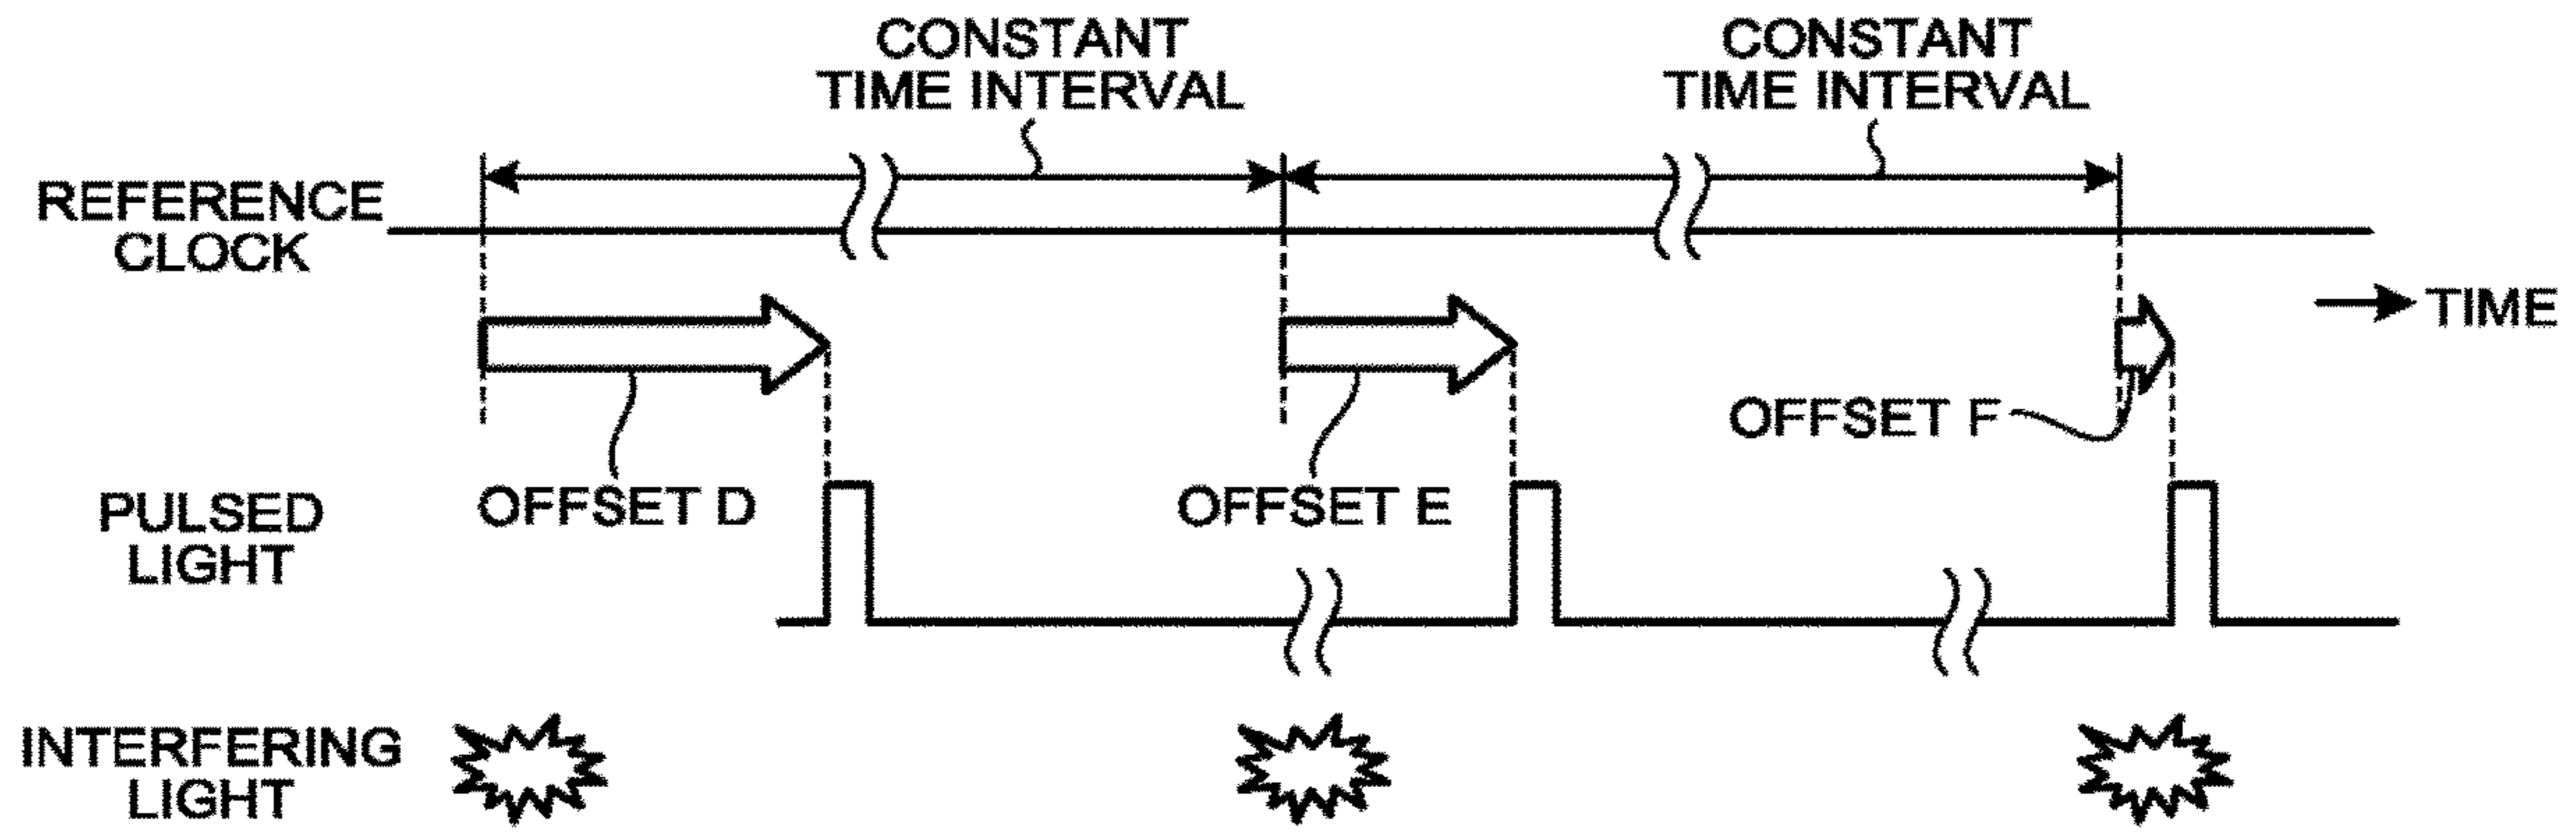 CONSTANT
TIME INTERVAL
CONSTANT
TIME INTERVAL
REFERENCE
CLOCK
TIME
OFFSET F
OFFSET D
OFFSET E
PULSED
LIGHT
INTERFERING
LIGHT